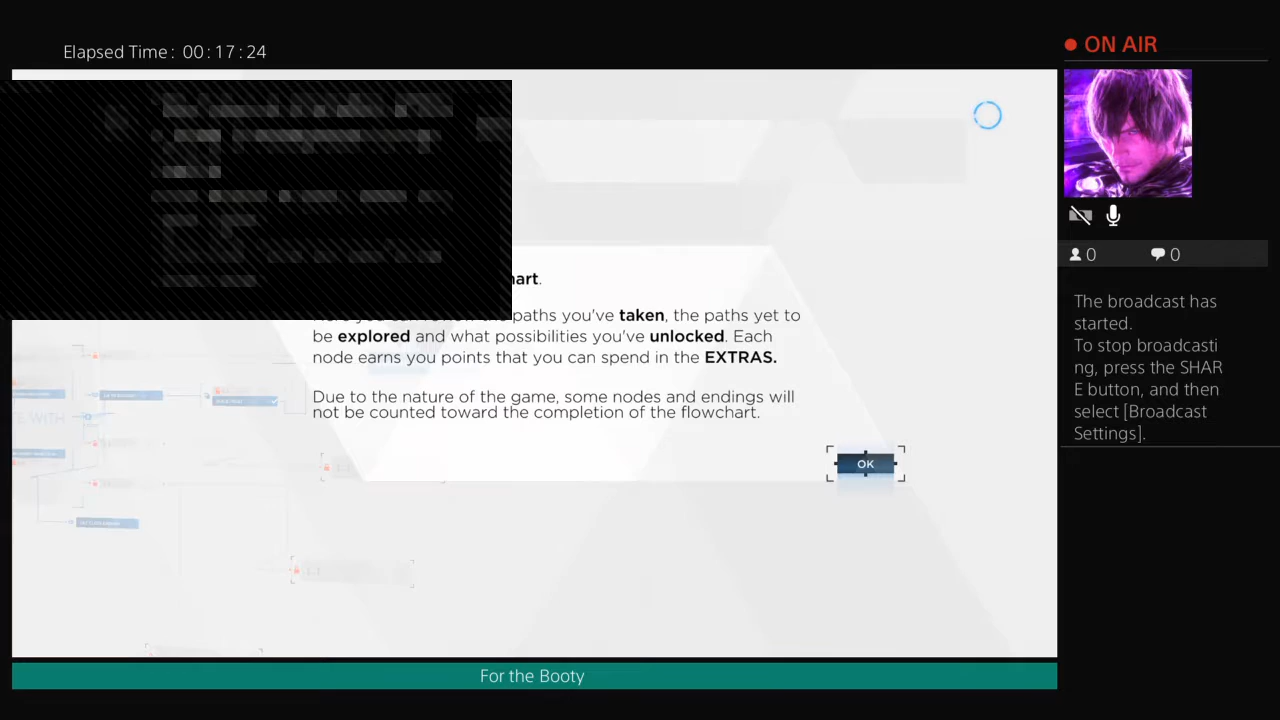 Elapsed Time: 00:17:24
ON AIR
0 0
hart.
paths you've taken, the paths yet to
be explored and what possibilities you've unlocked. Each
node earns you points that you can spend in the EXTRAS.
Due to the nature of the game, some nodes and endings will
not be counted toward the completion of the flowchart.
OK
The broadcast has
started.
To stop broadcasti
ng, press the SHAR
E button, and then
select [Broadcast
Settings].
For the Booty